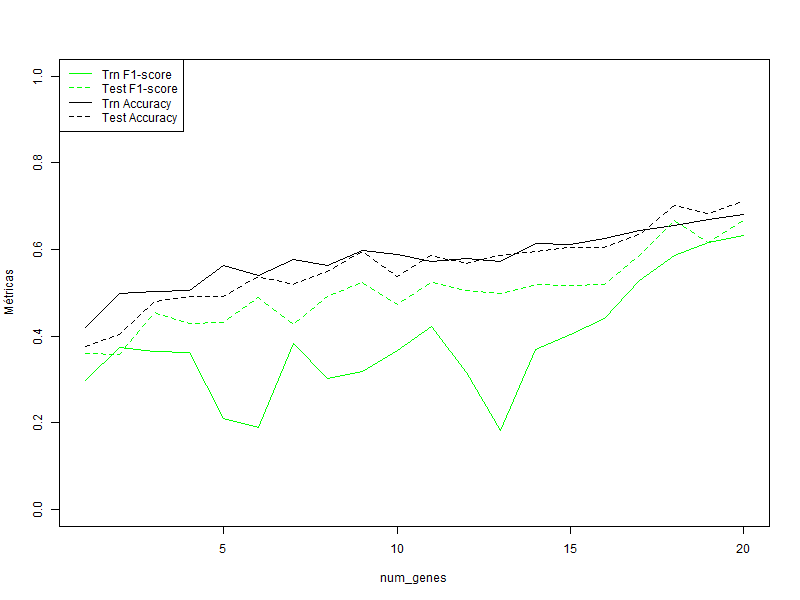 Trn F1-score
Test F1-score
Trn Accuracy
Test Accuracy
1.0
0.8
0.6
0.4
0.2
0.0
Métricas
5
10
15
20
num_genes